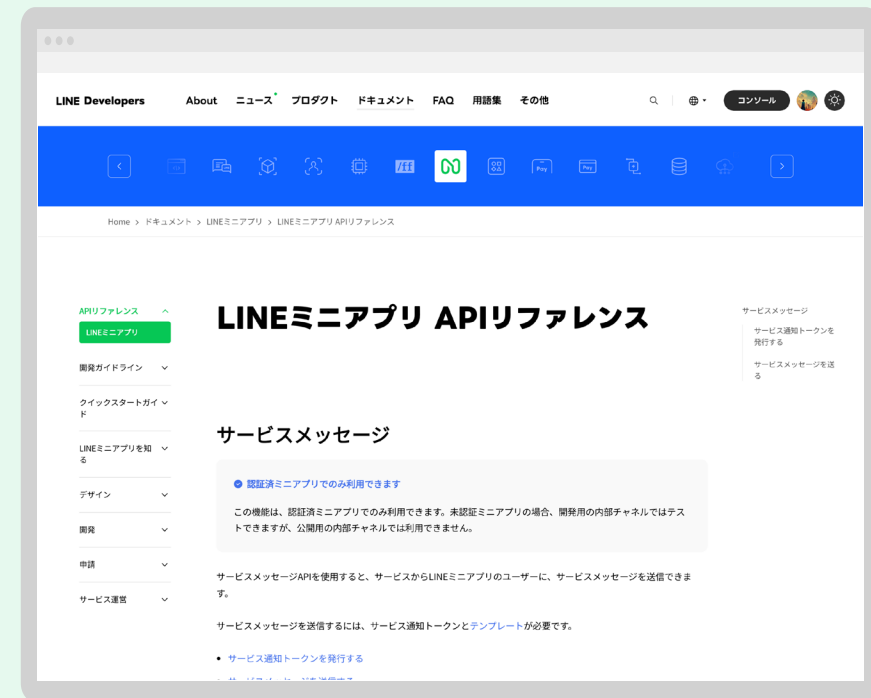 LINE Developers About ニュース プロダクト ドキュメント FAQ 用語集 その他 コンソール
Pay Pay
Home > ドキュメント > LINEミニアプリ > LINEミニアプリ APIリファレンス
APIリファレンス
LINEミニアプリ
開発ガイドライン
クイックスタートガイ
ド
LINEミニアプリを知
る
デザイン
開発
申請
サービス運営
LINEミニアプリ APIリファレンス
サービスメッセージ
認証済ミニアプリでのみ利用できます
この機能は、認証済ミニアプリでのみ利用できます。未認証ミニアプリの場合、開発用の内部チャネルではテス
トできますが、公開用の内部チャネルでは利用できません。
サービスメッセージAPIを使用すると、サービスからLINEミニアプリのユーザーに、サービスメッセージを送信できま
す。
サービスメッセージを送信するには、サービス通知トークンとテンプレートが必要です。
• サービス通知トークンを発行する
サービスメッセージ
サービス通知トークンを
発行する
サービスメッセージを送
る